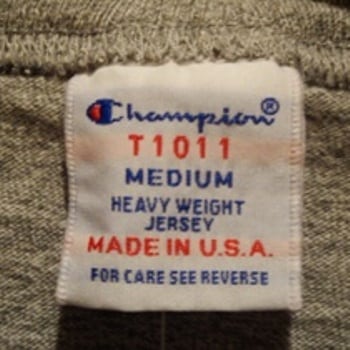 Champion®
T1011
MEDIUM
HEAVY WEIGHT
JERSEY
MADE IN U.S.A.
FOR CARE SEE REVERSE